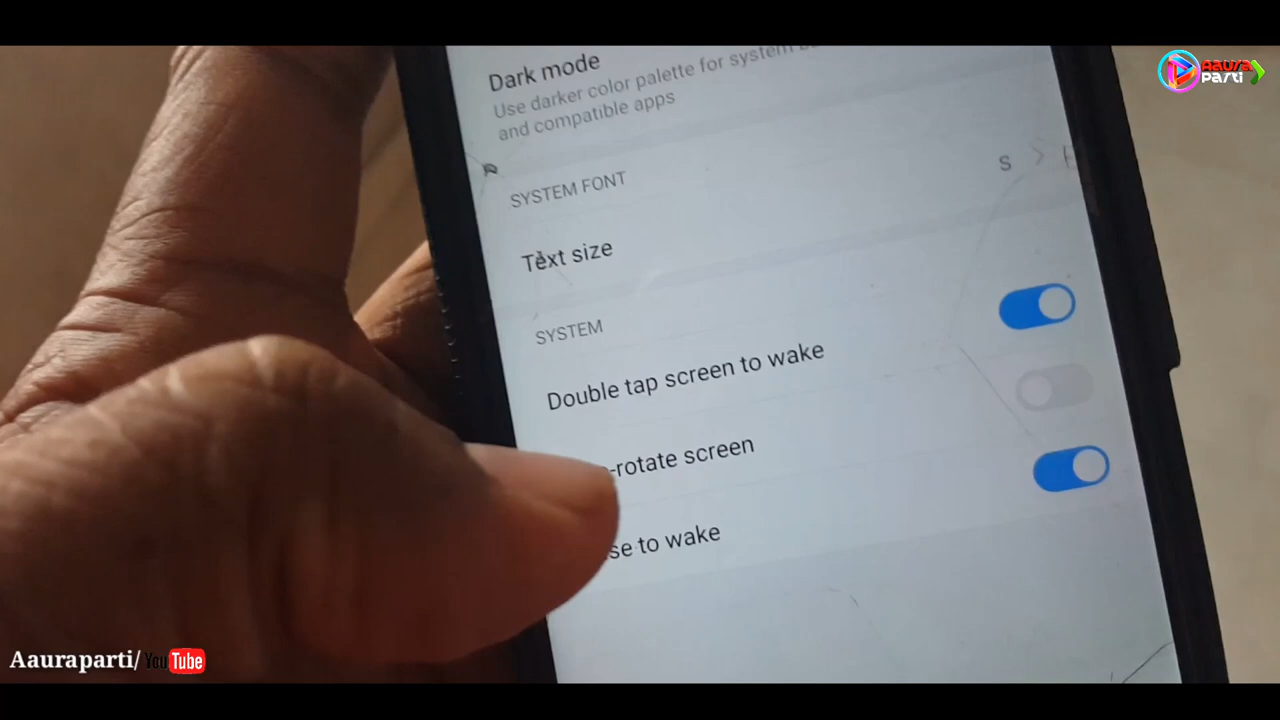 Aaura
Parti
Dark mode
Use darker color palette for system
and compatible apps
SYSTEM FONT
S
Text size
SYSTEM
Double tap screen to wake
-rotate screen
se to wake
Aauraparti/ YouTube